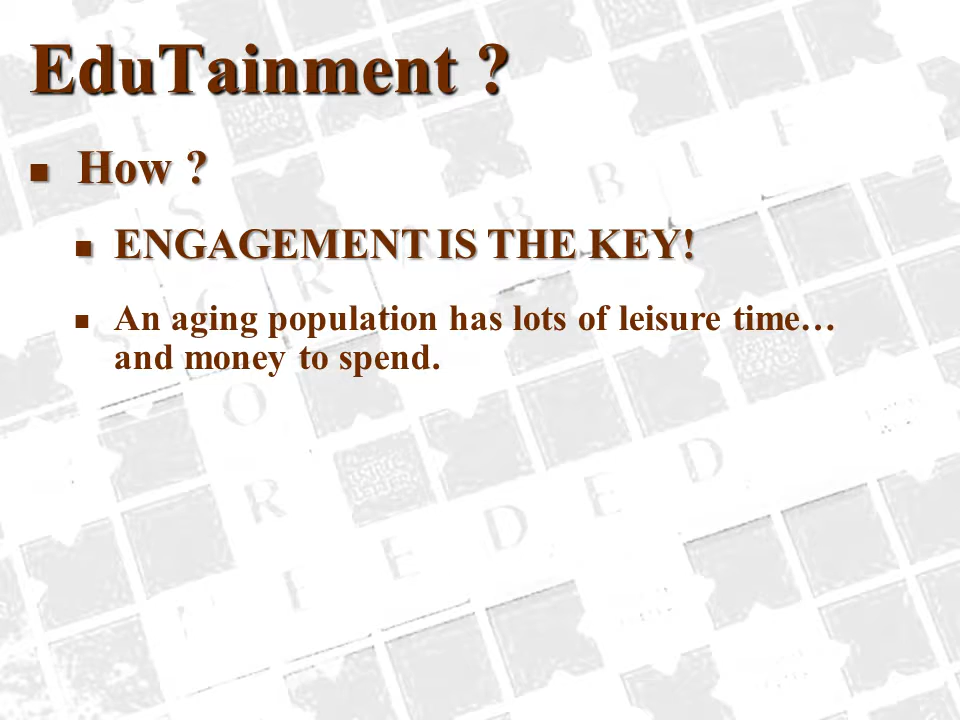 EduTainment ?
How ?
ENGAGEMENT IS THE KEY!
An aging population has lots of leisure time…
and money to spend.